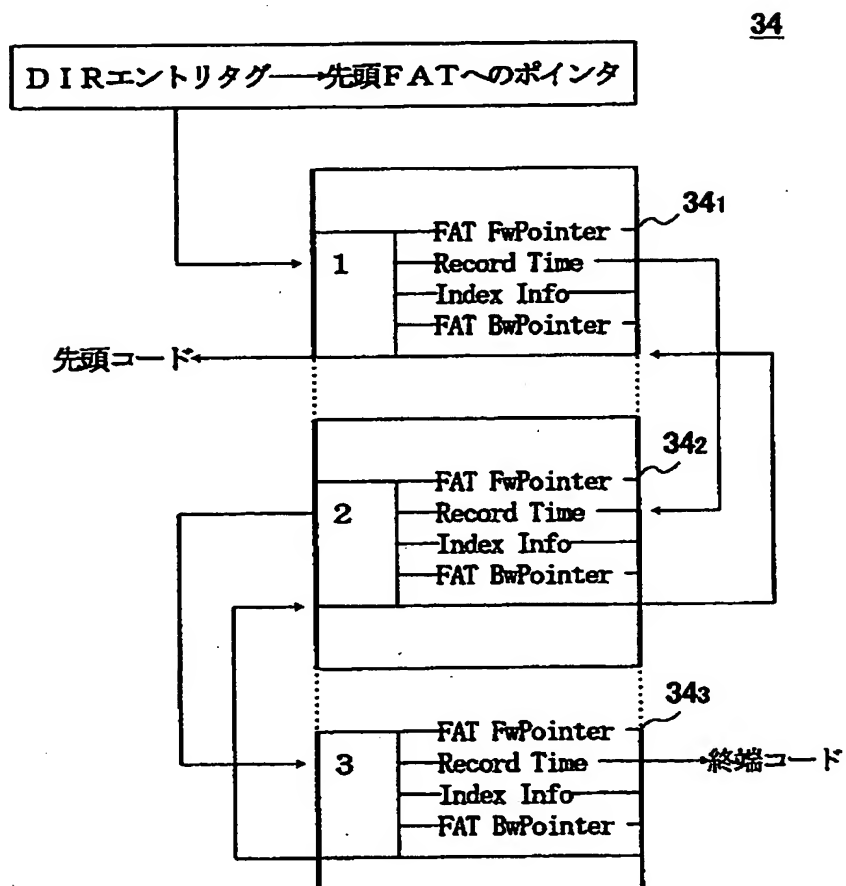 34
DIRエントリタグ→先頭FATへのポインタ
34₁
FAT FwPointer
1
Record Time
Index Info
FAT BwPointer
先頭コード
34₂
FAT FwPointer
2
Record Time
Index Info
FAT BwPointer
34₃
FAT FwPointer
3
Record Time
終端コード
Index Info
FAT BwPointer